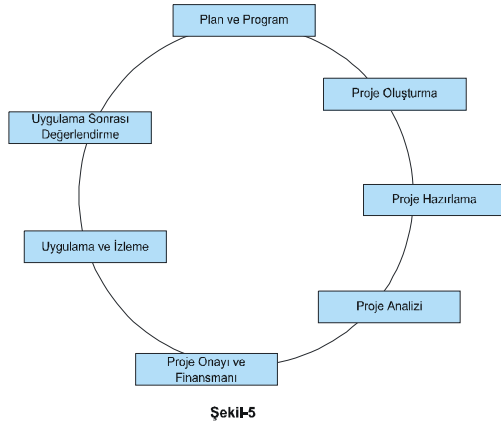 Plan ve Program
Proje Oluşturma
Proje Hazırlama
Proje Analizi
Proje Onayı ve
Finansmanı
Uygulama ve İzleme
Uygulama Sonrası
Değerlendirme
Şekil-5